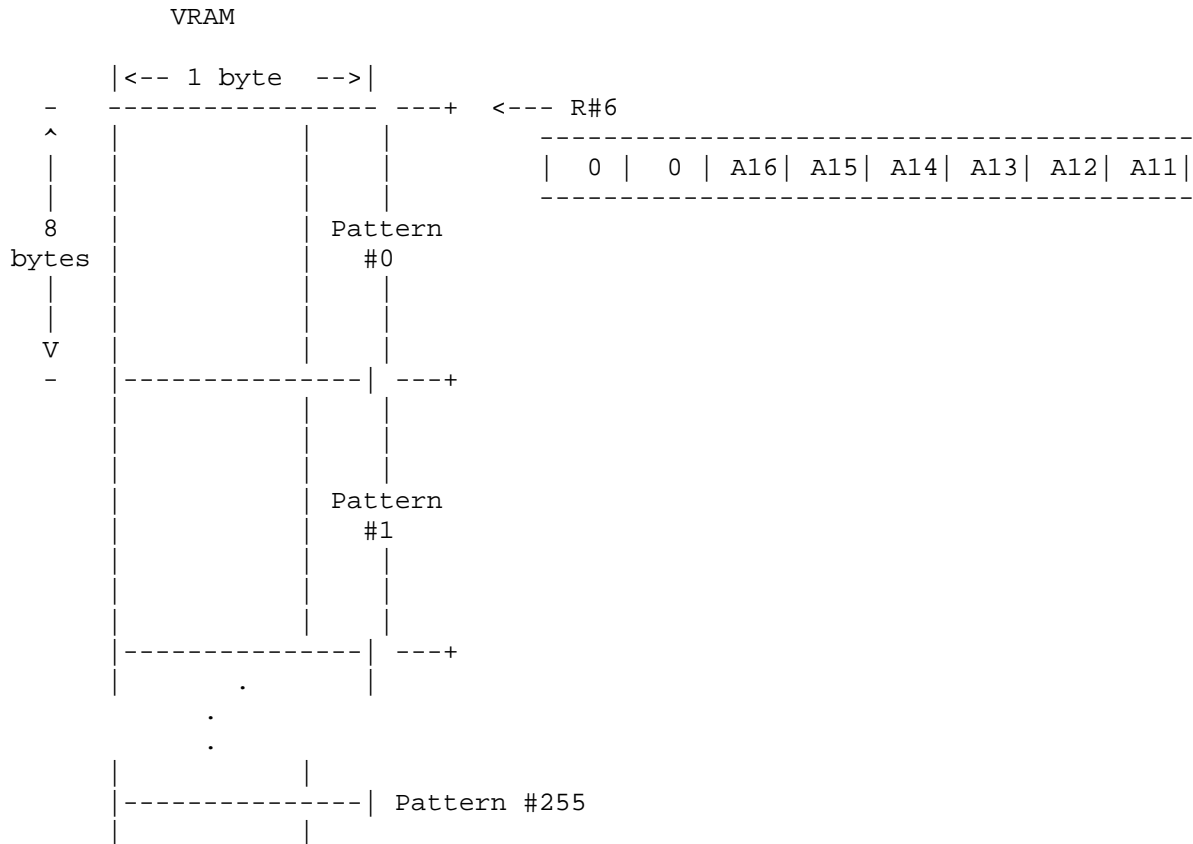 VRAM
|<-- 1 byte  -->|
-   ----------------- ---+  <--- R#6
^   |           |    |         -----------------------------------------
|   |           |    |         |  0 |  0 | A16| A15| A14| A13| A12| A11|
|   |           |    |         -----------------------------------------
8   |           | Pattern
bytes |           |   #0
|   |           |    |
|   |           |    |
V   |           |    |
-   |---------------| ---+
|           |    |
|           |    |
|           |    |
|           | Pattern
|           |   #1
|           |    |
|           |    |
|           |    |
|---------------| ---+
|       .       |
.
.
|           |
|---------------| Pattern #255
|           |